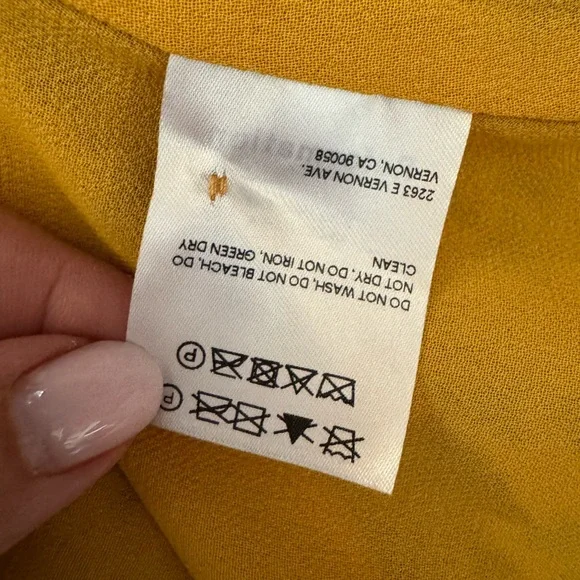 DO NOT WASH, DO NOT BLEACH, DO
NOT DRY, DO NOT IRON, GREEN DRY
CLEAN
2263 E VERNON AVE.
VERNON, CA 90058
P
P